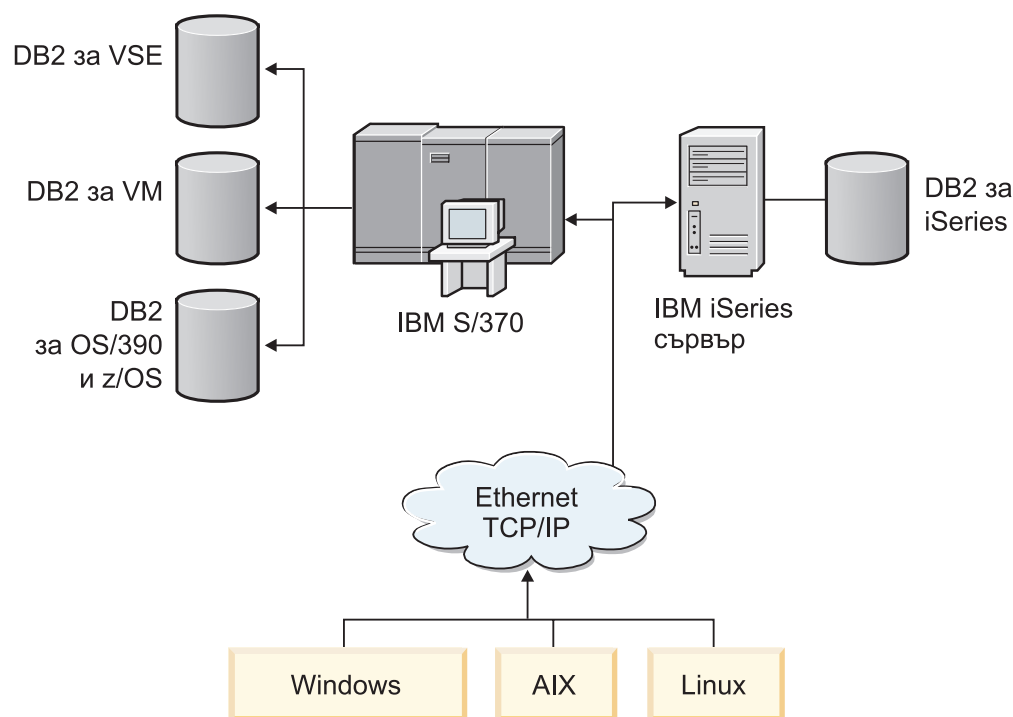 DB2 за VSE
DB2 за VM
DB2
за OS/390
и z/OS
IBM S/370
IBM iSeries
сървър
DB2 за
iSeries
Ethernet
TCP/IP
Windows
AIX
Linux